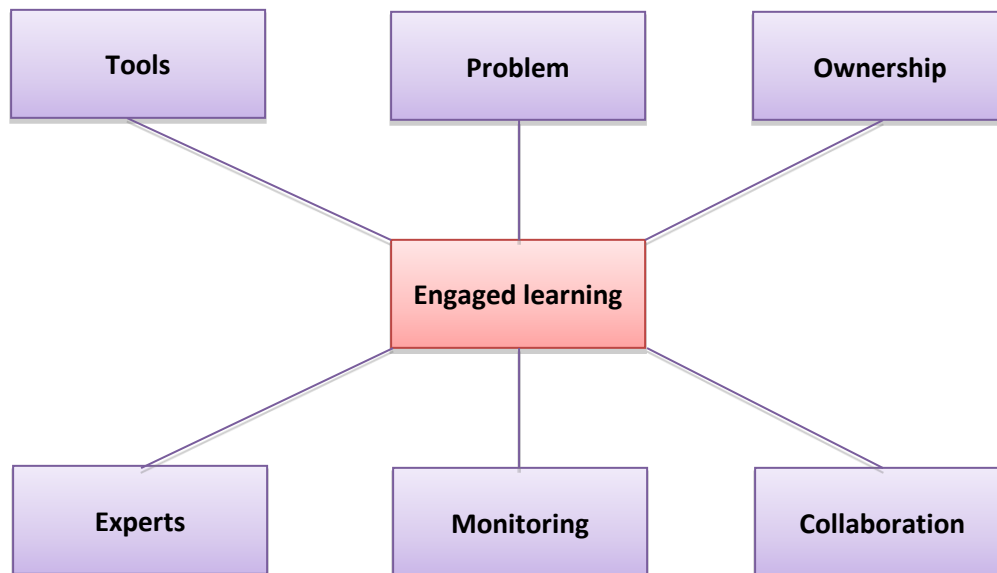 Tools
Problem
Ownership
Engaged learning
Experts
Monitoring
Collaboration